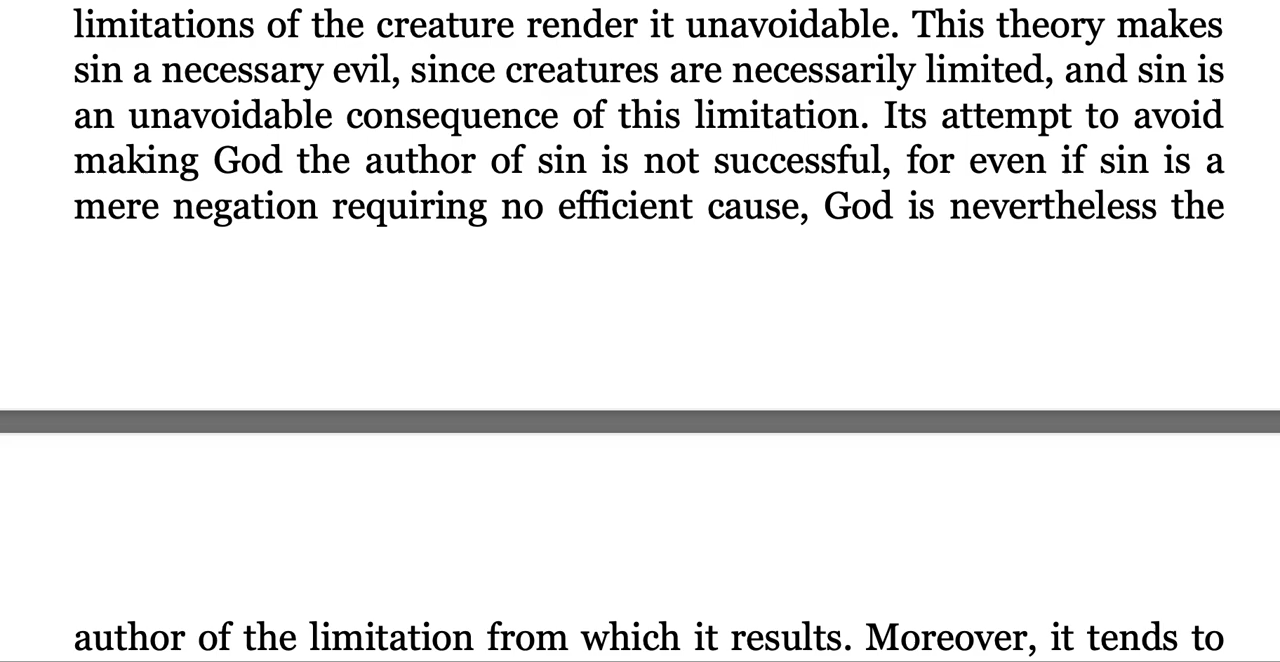 limitations of the creature render it unavoidable. This theory makes
sin a necessary evil, since creatures are necessarily limited, and sin is
an unavoidable consequence of this limitation. Its attempt to avoid
making God the author of sin is not successful, for even if sin is a
mere negation requiring no efficient cause, God is nevertheless the
author of the limitation from which it results. Moreover, it tends to